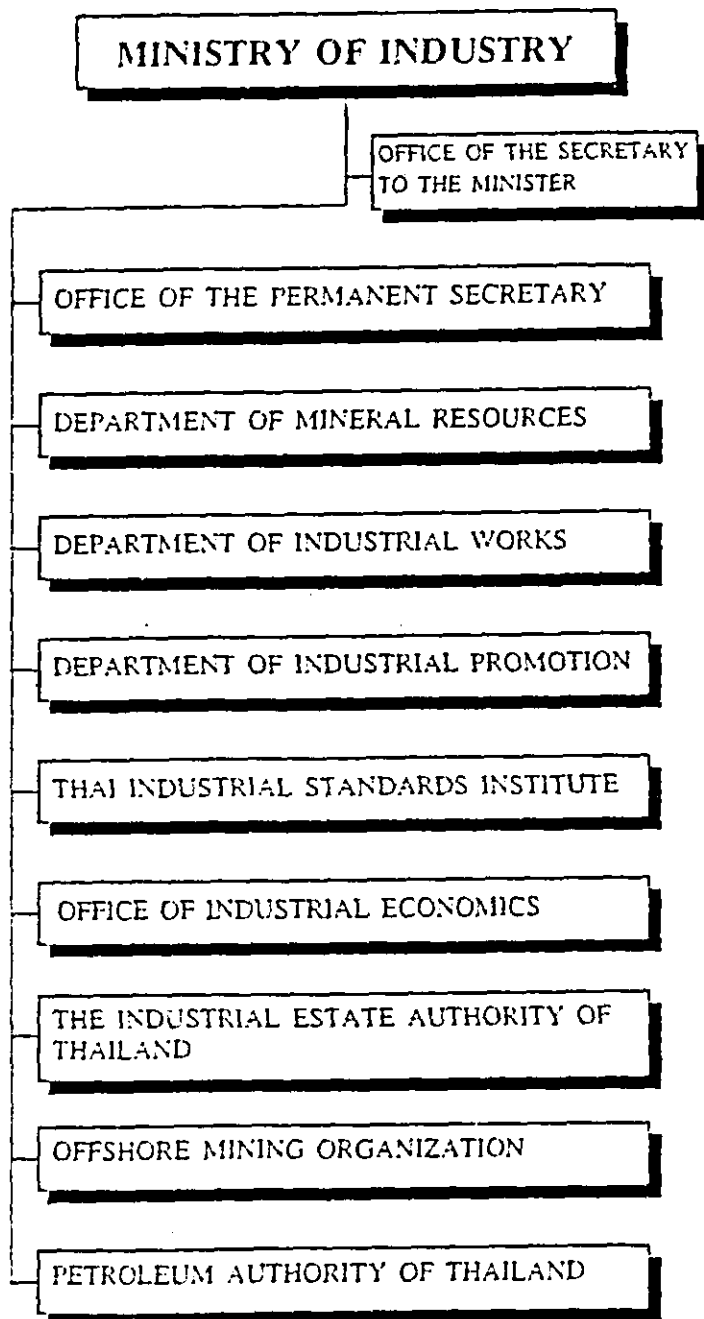 MINISTRY OF INDUSTRY
OFFICE OF THE SECRETARY
TO THE MINISTER
OFFICE OF THE PERMANENT SECRETARY
DEPARTMENT OF MINERAL RESOURCES
DEPARTMENT OF INDUSTRIAL WORKS
DEPARTMENT OF INDUSTRIAL PROMOTION
THAI INDUSTRIAL STANDARDS INSTITUTE
OFFICE OF INDUSTRIAL ECONOMICS
THE INDUSTRIAL ESTATE AUTHORITY OF
THAILAND
OFFSHORE MINING ORGANIZATION
PETROLEUM AUTHORITY OF THAILAND